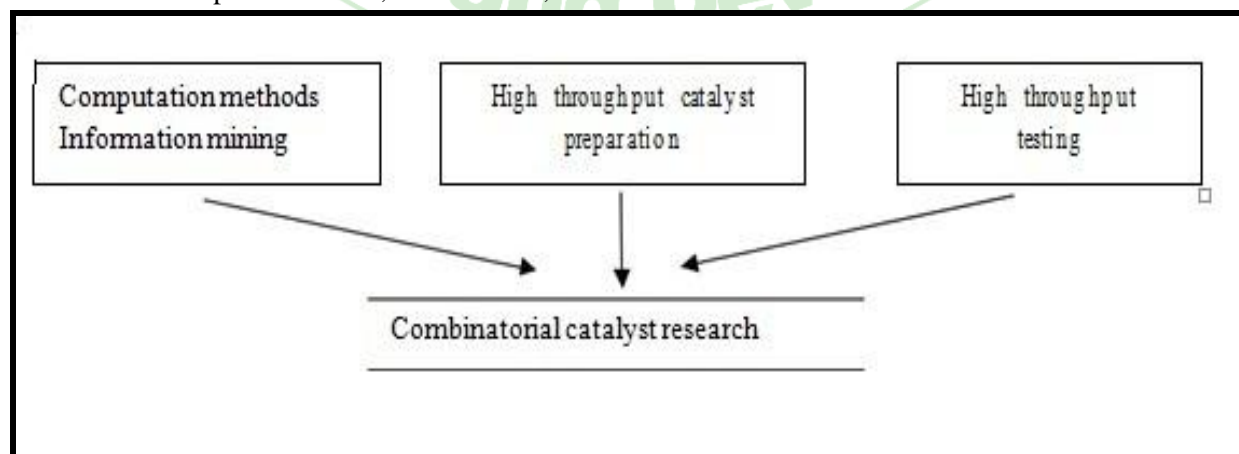 Computation methods
Information mining
High throughput catalyst
preparation
High throughput
testing
Combinatorial catalyst research